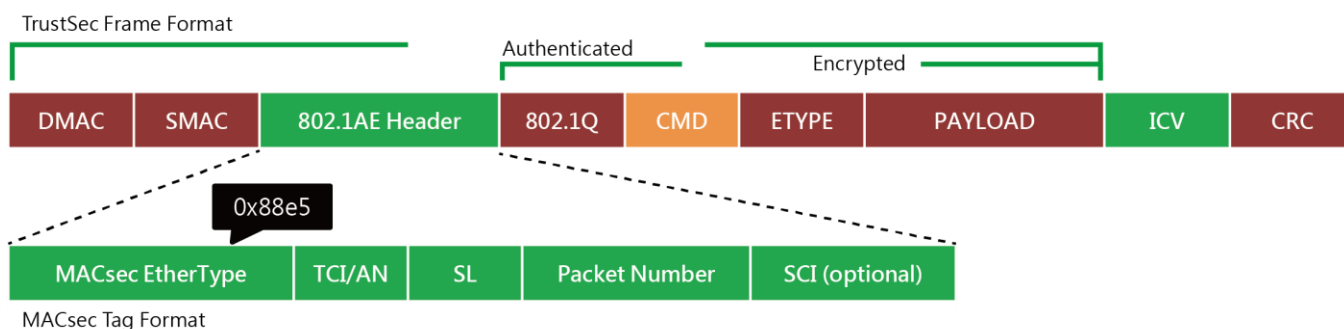 TrustSec Frame Format
Authenticated
Encrypted
DMAC SMAC 802.1AE Header 802.1Q CMD ETYPE PAYLOAD ICV CRC
0x88e5
MACsec EtherType TCI/AN SL Packet Number SCI (optional)
MACsec Tag Format